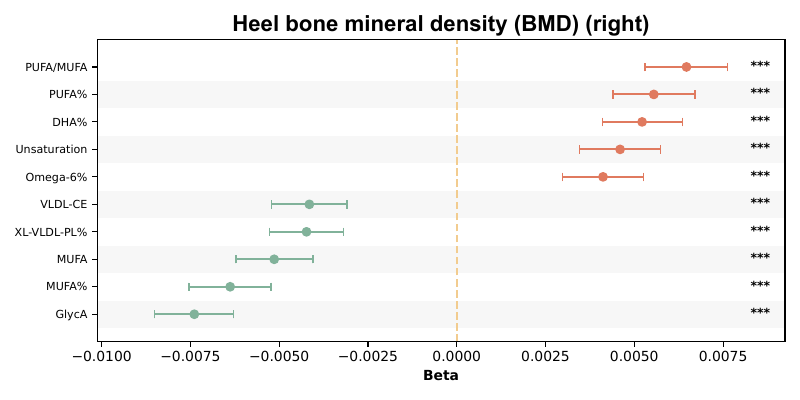 Heel bone mineral density (BMD) (right)
PUFA/MUFA ***
PUFA% ***
DHA% ***
Unsaturation ***
Omega-6% ***
VLDL-CE ***
XL-VLDL-PL% ***
MUFA ***
MUFA% ***
GlycA ***
−0.0100 −0.0075 −0.0050 −0.0025 0.0000 0.0025 0.0050 0.0075
Beta